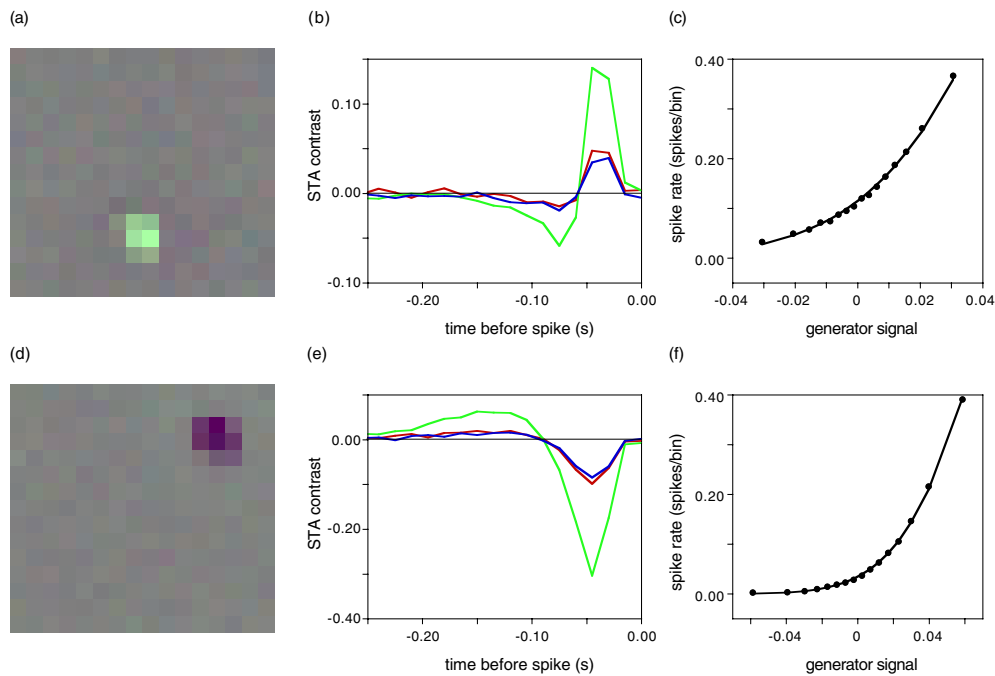 (a)
(b)
(c)
STA contrast
0.10
0.00
-0.10
-0.20
-0.10
0.00
time before spike (s)
spike rate (spikes/bin)
0.40
0.20
0.00
-0.04
-0.02
0
0.02
0.04
generator signal
(d)
(e)
(f)
STA contrast
0.00
-0.20
-0.40
-0.20
-0.10
0.00
time before spike (s)
spike rate (spikes/bin)
0.40
0.20
0.00
-0.04
0
0.04
generator signal